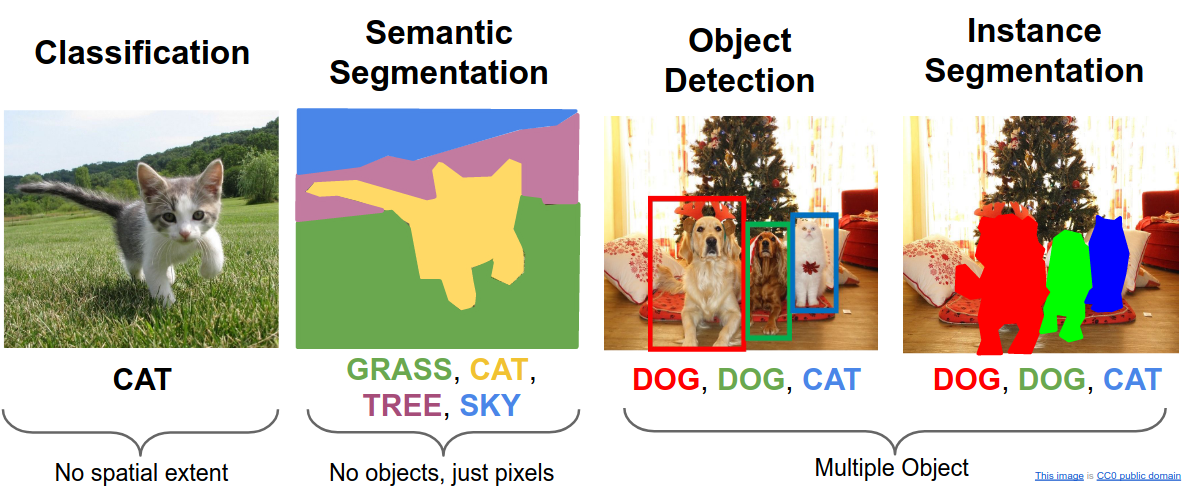 Classification
Semantic
Segmentation
Object
Detection
Instance
Segmentation
CAT
GRASS, CAT,
TREE, SKY
DOG, DOG, CAT
DOG, DOG, CAT
No spatial extent
No objects, just pixels
Multiple Object
This image is CC0 public domain